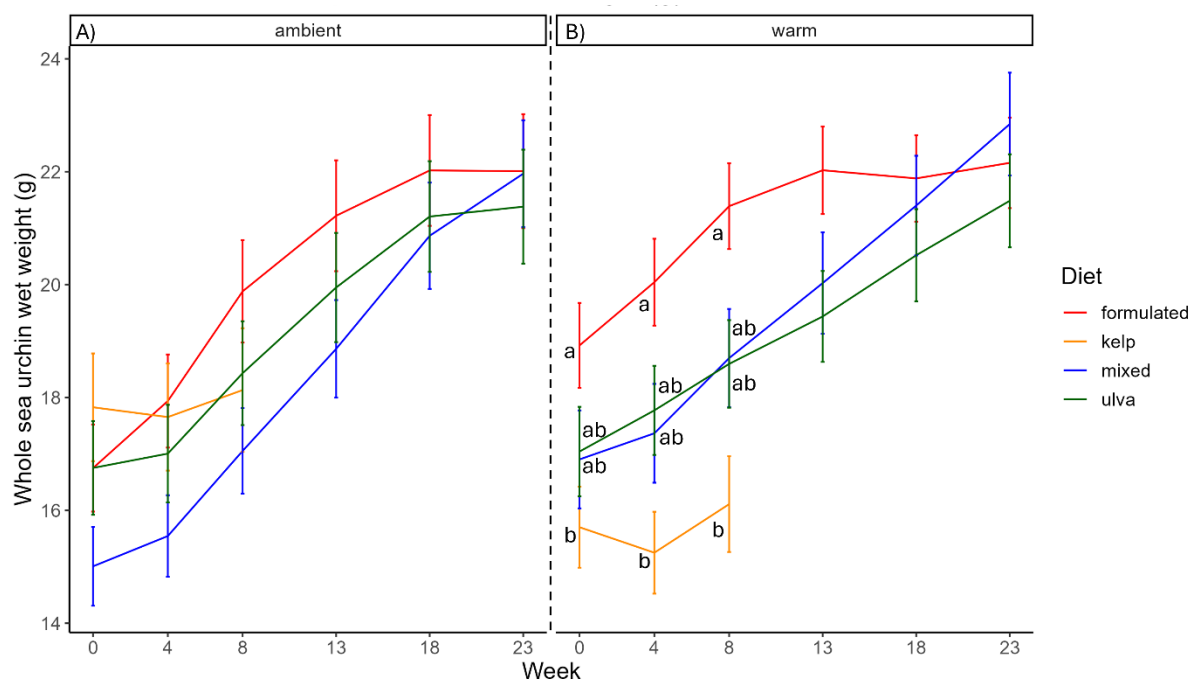 A) ambient
B) warm
Whole sea urchin wet weight (g)
24
22
20
18
16
14
a
a
a
ab
ab
ab
ab
ab
ab
b
b
b
0 4 8 13 18 23
0 4 8 13 18 23
Week
Diet
formulated
kelp
mixed
ulva